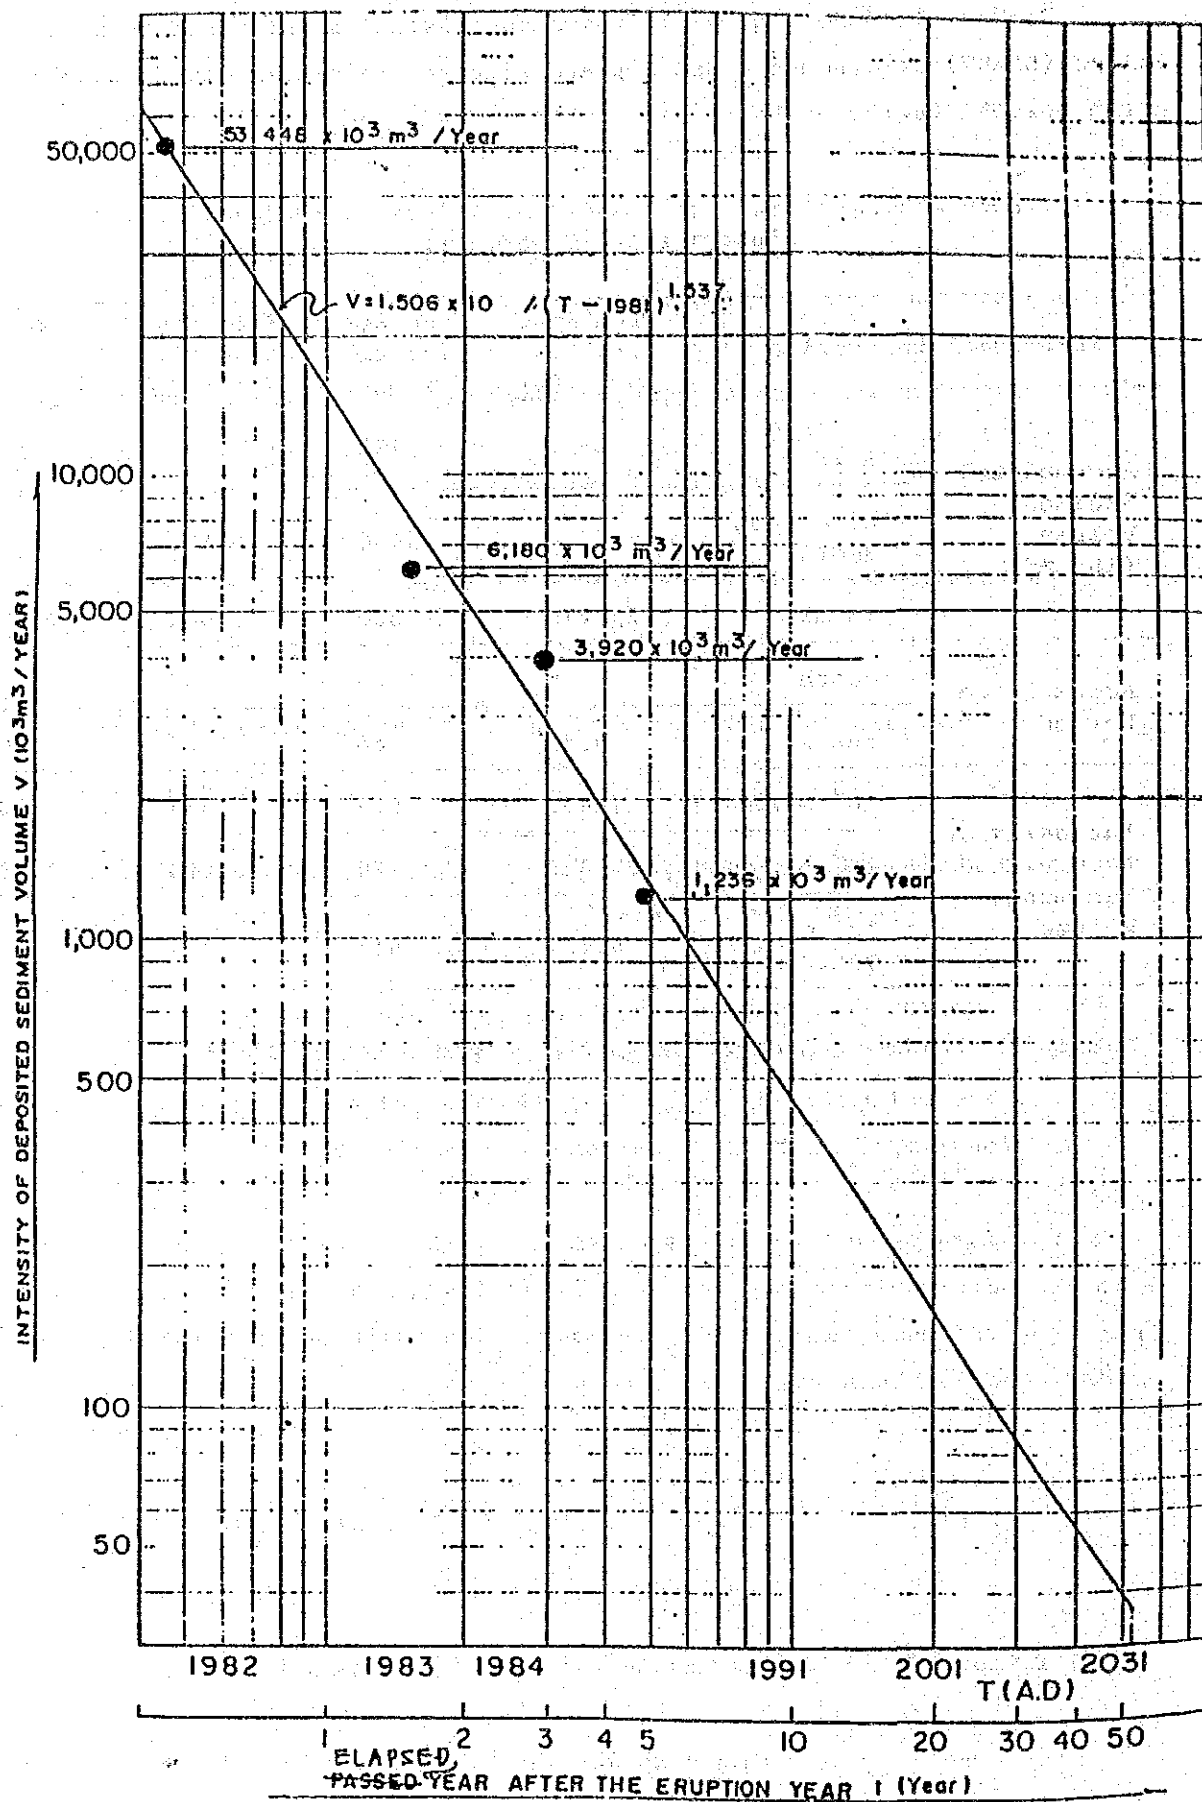 53 448 x 10³ m³ / Year
50,000
V=1.506 x 10 / (T - 1981) 1.537
10,000
6,180 x 10³ m³ / Year
5,000
3,920 x 10³ m³ / Year
1,236 x 10³ m³ / Year
1,000
500
100
50
INTENSITY OF DEPOSITED SEDIMENT VOLUME V (10³m³/YEAR)
1982 1983 1984 1991 2001 2031
T (A.D)
1 2 3 4 5 10 20 30 40 50
ELAPSED
PASSED YEAR AFTER THE ERUPTION YEAR t (Year)